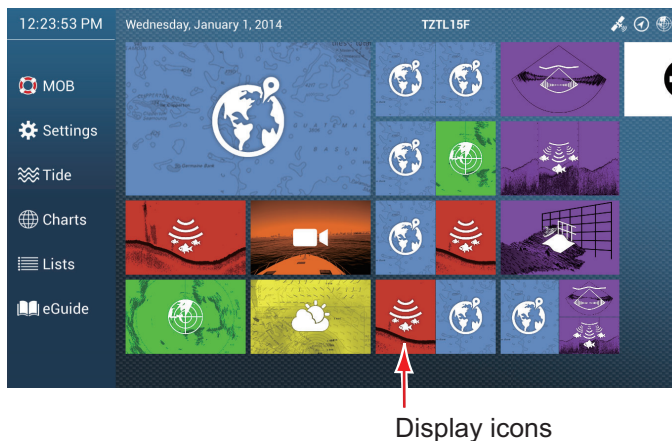 12:23:53 PM
Wednesday, January 1, 2014
TZTL15F
MOB
Settings
Tide
Charts
Lists
eGuide
Display icons